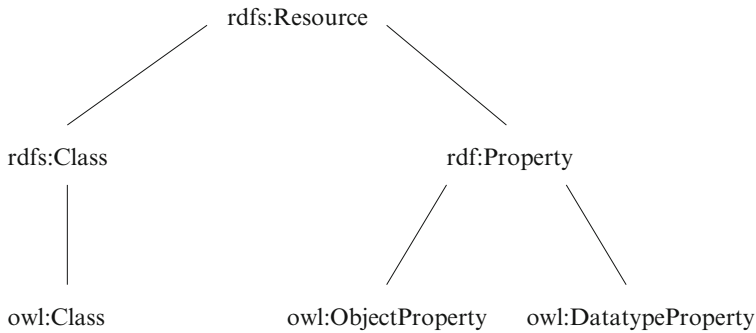 rdfs:Resource
rdfs:Class
rdf:Property
owl:Class
owl:ObjectProperty
owl:DatatypeProperty